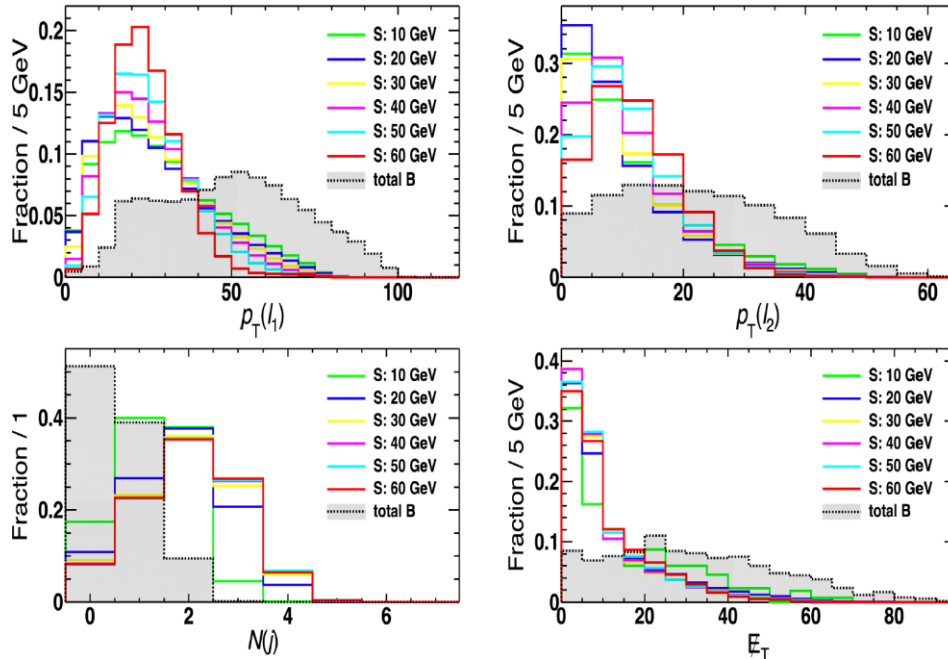 Fraction / 5 GeV
0.2
0.15
0.1
0.05
0
0 50 100
p_T(l_1)
S: 10 GeV
S: 20 GeV
S: 30 GeV
S: 40 GeV
S: 50 GeV
S: 60 GeV
total B
Fraction / 5 GeV
0.3
0.2
0.1
0
0 20 40 60
p_T(l_2)
S: 10 GeV
S: 20 GeV
S: 30 GeV
S: 40 GeV
S: 50 GeV
S: 60 GeV
total B
Fraction / 1
0.4
0.2
0
0 2 4 6
N(j)
S: 10 GeV
S: 20 GeV
S: 30 GeV
S: 40 GeV
S: 50 GeV
S: 60 GeV
total B
Fraction / 5 GeV
0.4
0.3
0.2
0.1
0
0 20 40 60 80
E̸_T
S: 10 GeV
S: 20 GeV
S: 30 GeV
S: 40 GeV
S: 50 GeV
S: 60 GeV
total B